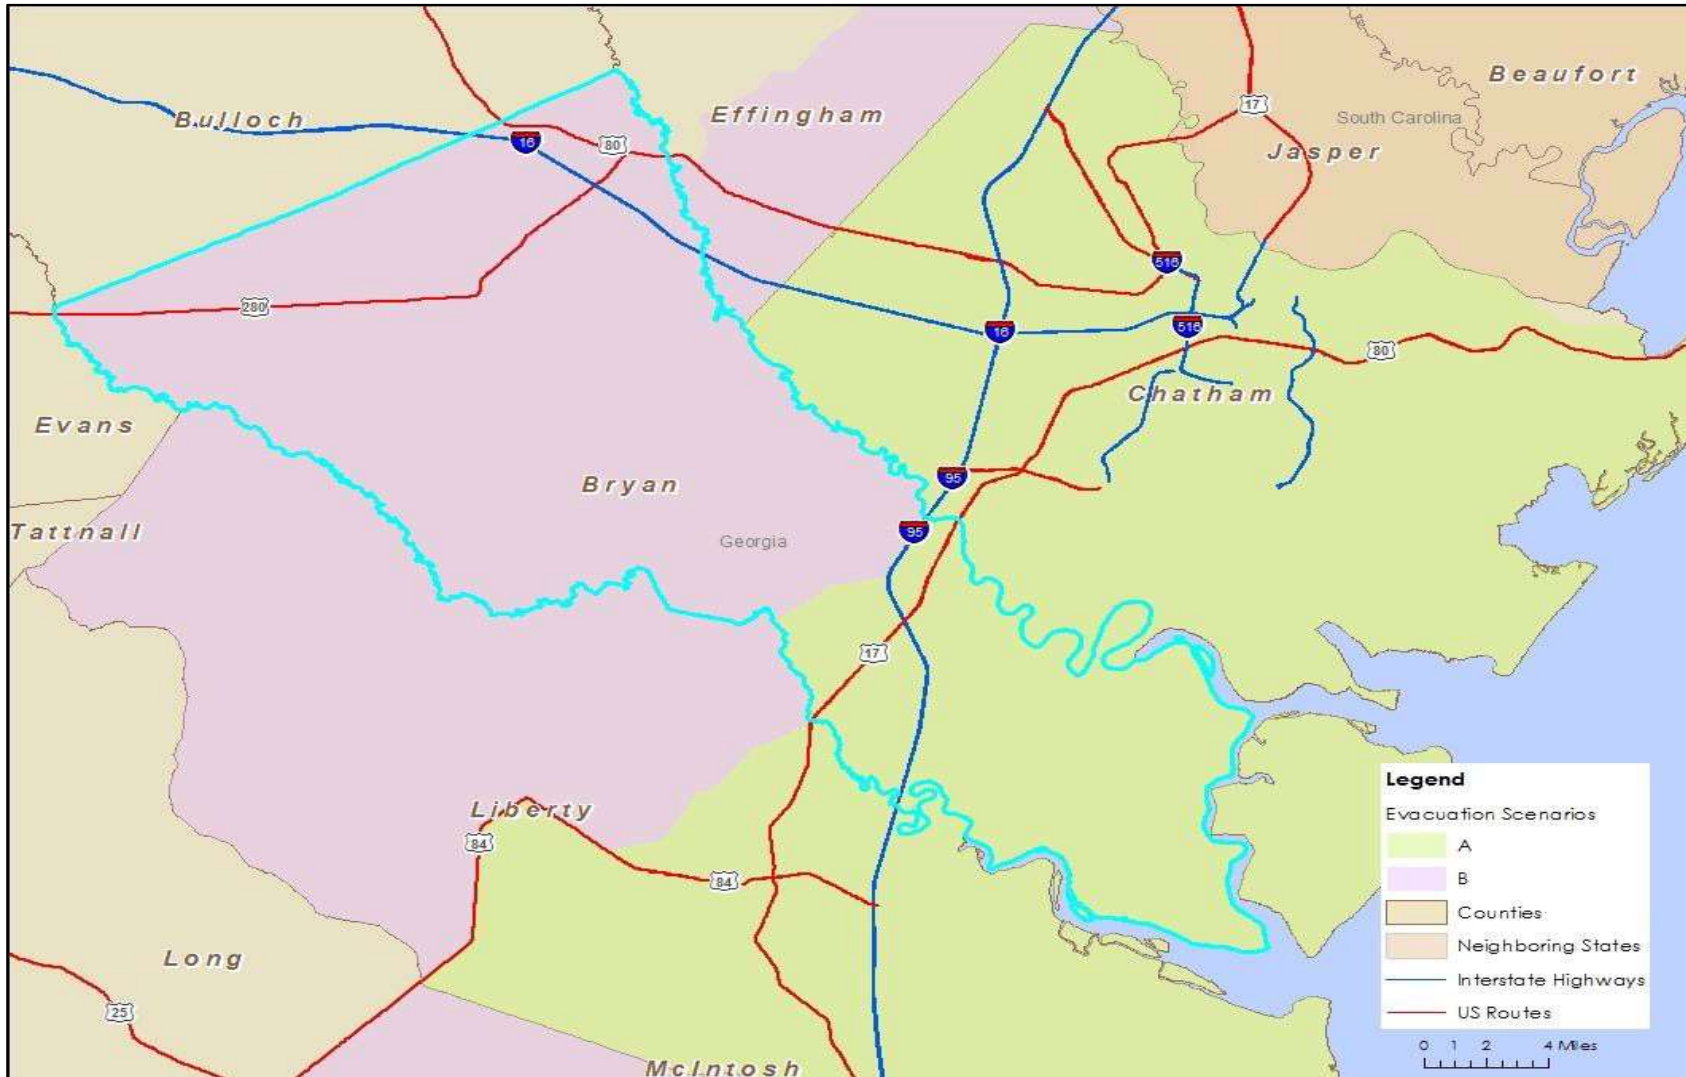 Beaufort
17
South Carolina
Bulloch
Effingham
16
80
Jasper
516
280
16
516
80
Chatham
Evans
95
Bryan
Tattnall
95
Georgia
17
Legend
Evacuation Scenarios
A
B
Counties
Neighboring States
Interstate Highways
US Routes
0 1 2 4 Miles
Liberty
84
84
Long
25
McIntosh